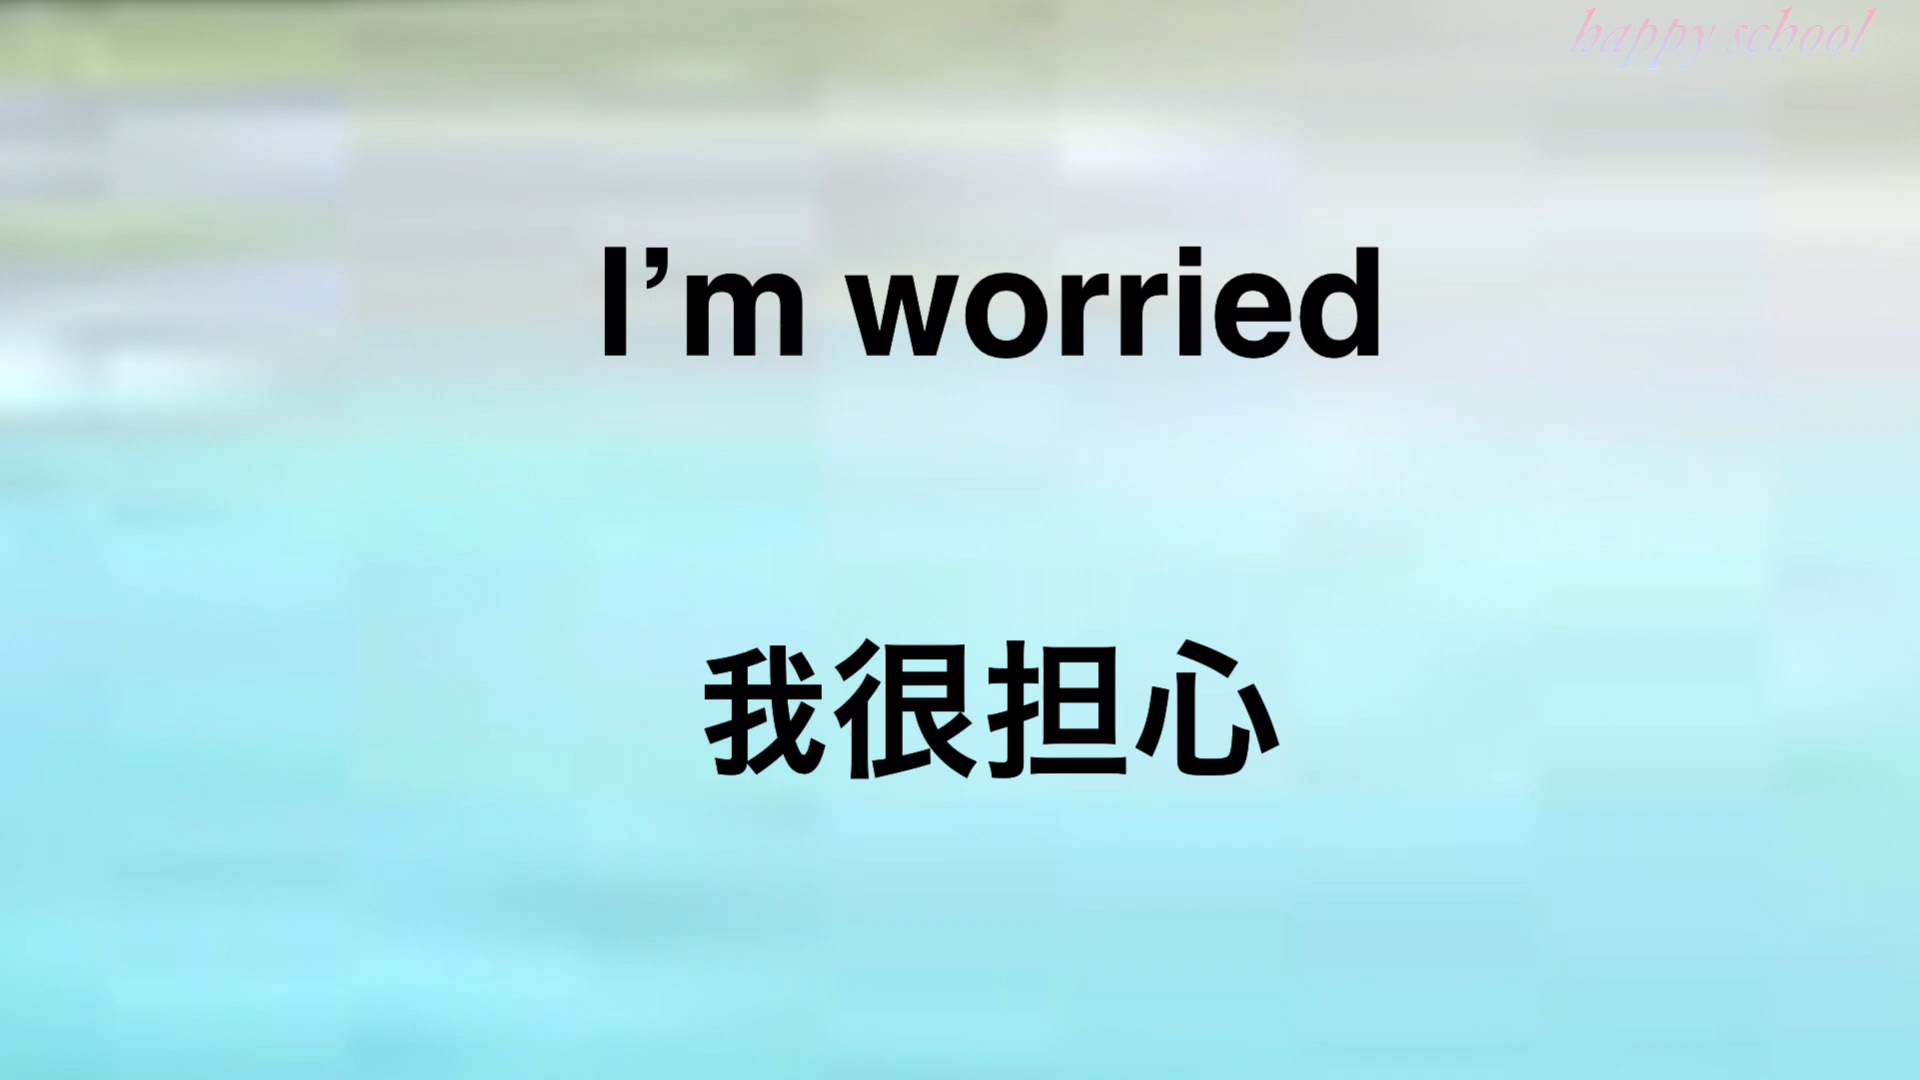 happy school
I’m worried
我很担心